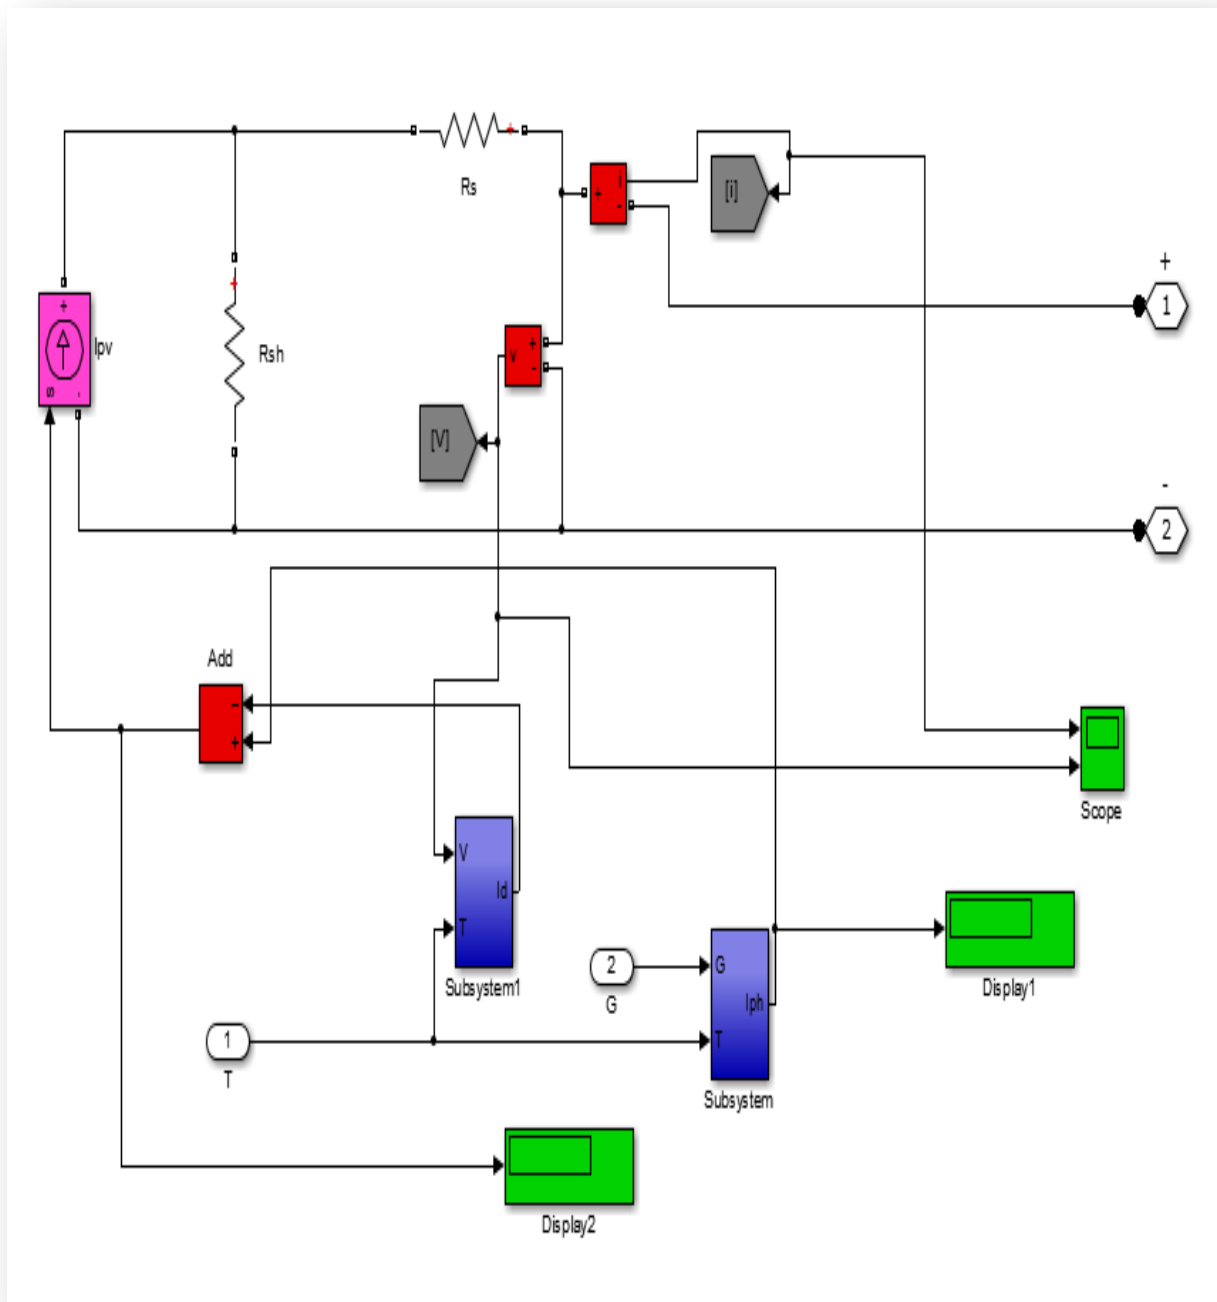 Rs
+
i
-
[i]
+
1
+
Ipv
s
-
+
Rsh
v
+
-
[V]
-
2
Add
-
+
Scope
V
Id
T
Subsystem1
2
G
G
Iph
T
Subsystem
Display1
1
T
Display2